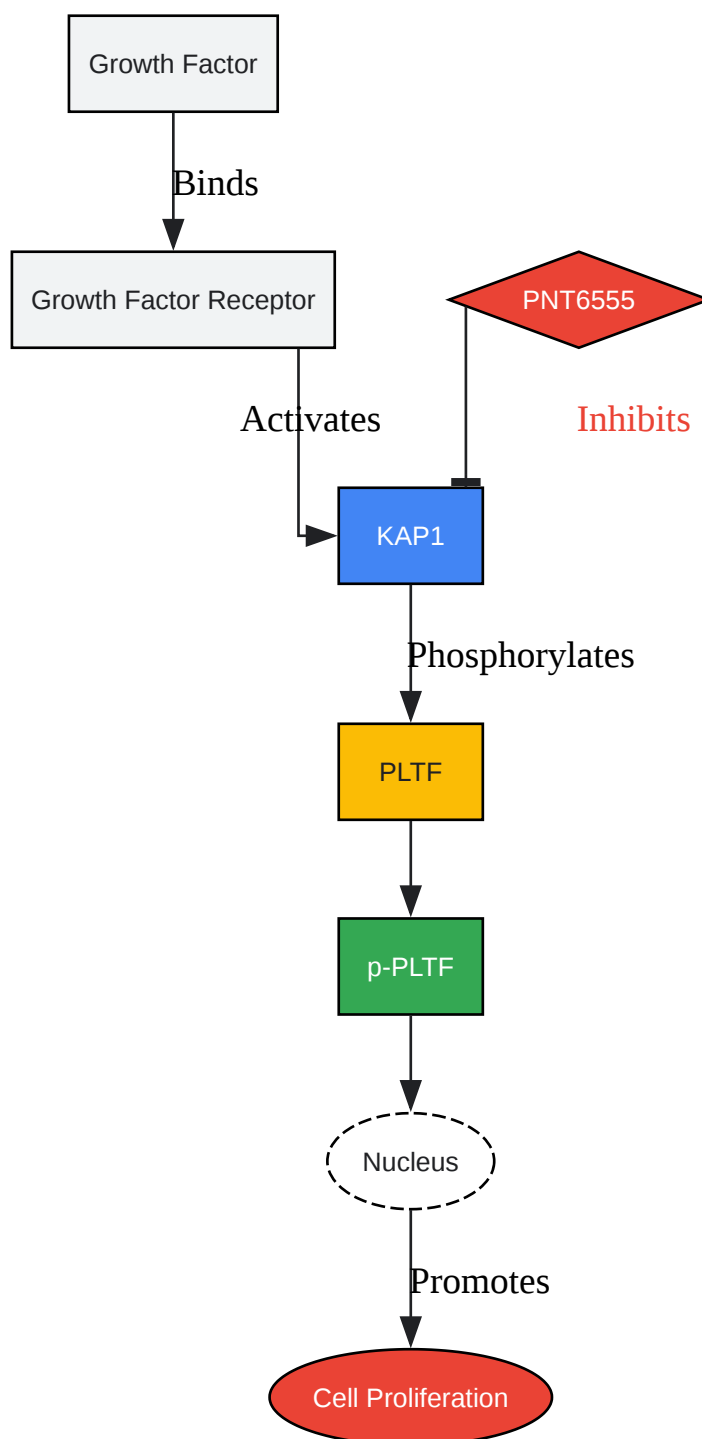 Growth Factor
Binds
Growth Factor Receptor
PNT6555
Activates
Inhibits
KAP1
Phosphorylates
PLTF
p-PLTF
Nucleus
Promotes
Cell Proliferation